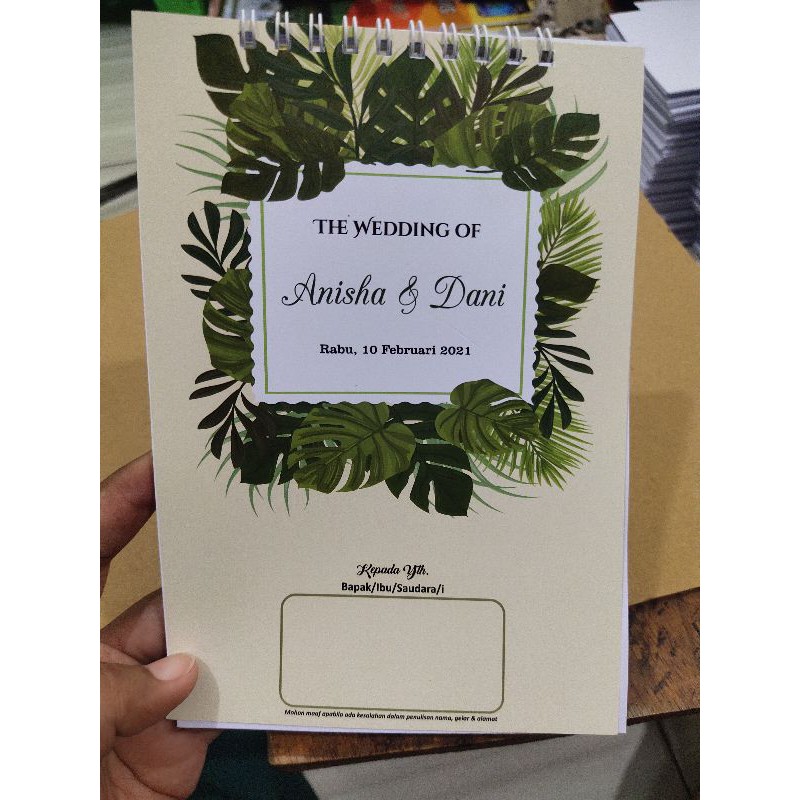 THE WEDDING OF
Anisha & Dani
Rabu, 10 Februari 2021
Kepada Yth.
Bapak/Ibu/Saudara/i
Mohon maaf apabila ada kesalahan dalam penulisan nama, gelar & alamat